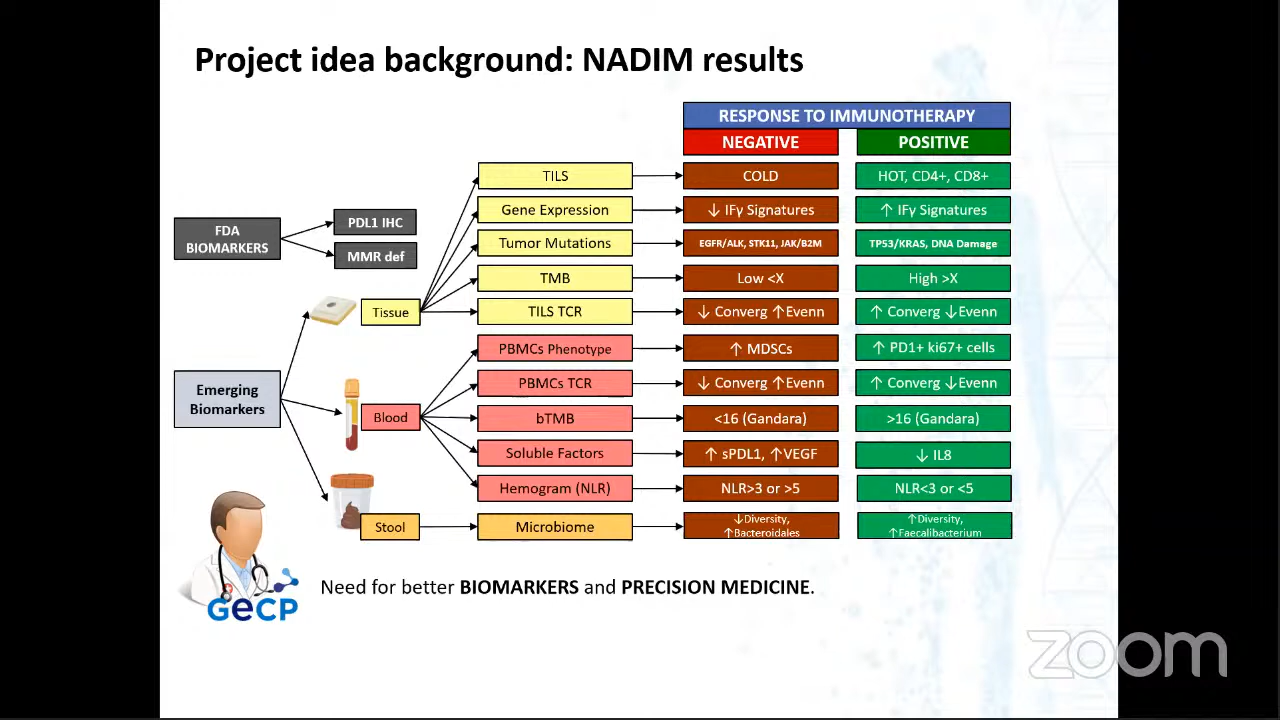 Project idea background: NADIM results
RESPONSE TO IMMUNOTHERAPY
NEGATIVE
POSITIVE
TILS
COLD
HOT, CD4+, CD8+
Gene Expression
↓ IFγ Signatures
↑ IFγ Signatures
FDA
BIOMARKERS
PDL1 IHC
MMR def
Tumor Mutations
EGFR/ALK, STK11, JAK/B2M
TP53/KRAS, DNA Damage
TMB
Low <X
High >X
Tissue
TILS TCR
↓ Converg ↑Evenn
↑ Converg ↓Evenn
PBMCs Phenotype
↑ MDSCs
↑ PD1+ ki67+ cells
Emerging
Biomarkers
PBMCs TCR
↓ Converg ↑Evenn
↑ Converg ↓Evenn
Blood
bTMB
<16 (Gandara)
>16 (Gandara)
Soluble Factors
↑ sPDL1, ↑VEGF
↓ IL8
Hemogram (NLR)
NLR>3 or >5
NLR<3 or <5
Stool
Microbiome
↓Diversity,
↑Bacteroidales
↑Diversity,
↑Faecalibacterium
Need for better BIOMARKERS and PRECISION MEDICINE.
GeCP
zoom